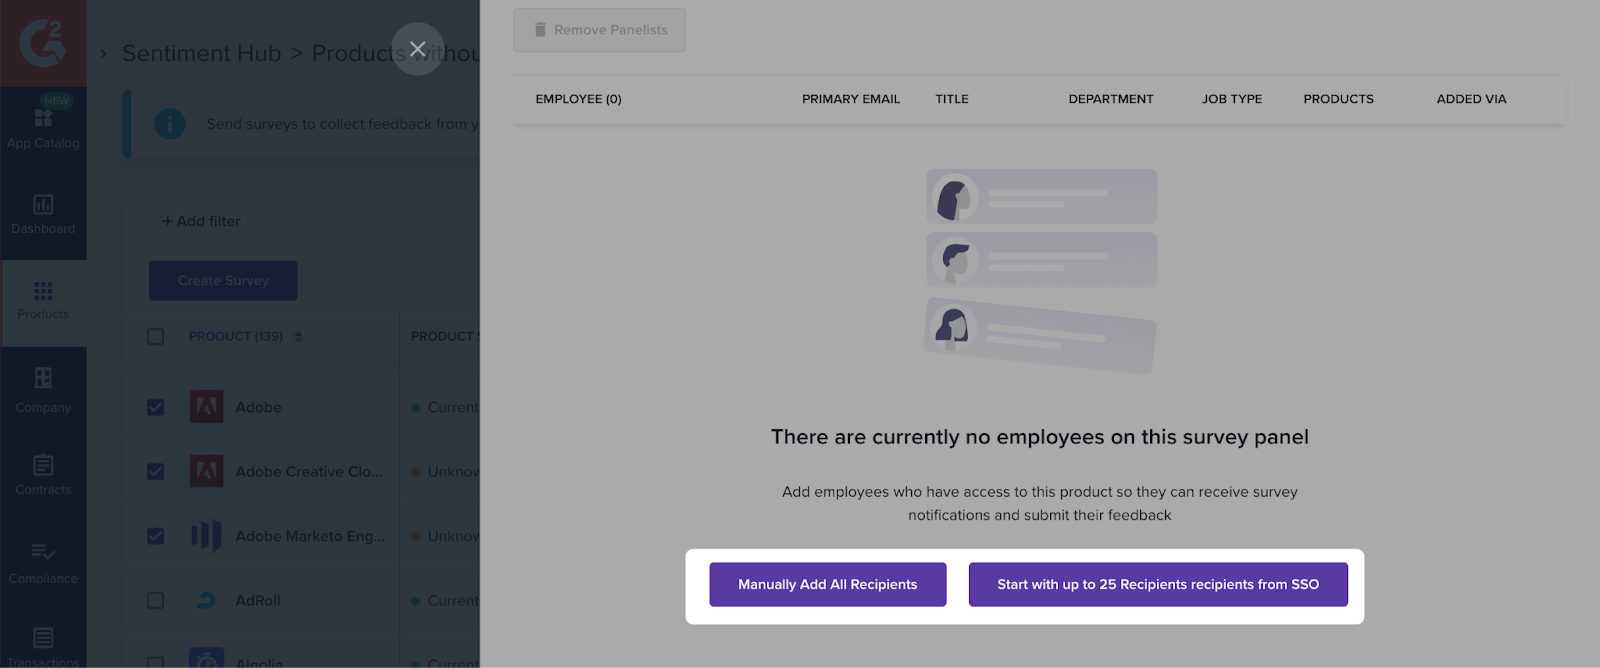 G2
NEW
App Catalog
Dashboard
Products
Company
Contracts
Compliance
Transactions
› Sentiment Hub > Products withou
Send surveys to collect feedback from y
+ Add filter
Create Survey
PRODUCT (139) PRODUCT S
Adobe Current
Adobe Creative Clo... Unknow
Adobe Marketo Eng... Unknow
AdRoll Current
Algolia Current
Remove Panelists
EMPLOYEE (0) PRIMARY EMAIL TITLE DEPARTMENT JOB TYPE PRODUCTS ADDED VIA
There are currently no employees on this survey panel
Add employees who have access to this product so they can receive survey
notifications and submit their feedback
Manually Add All Recipients
Start with up to 25 Recipients recipients from SSO